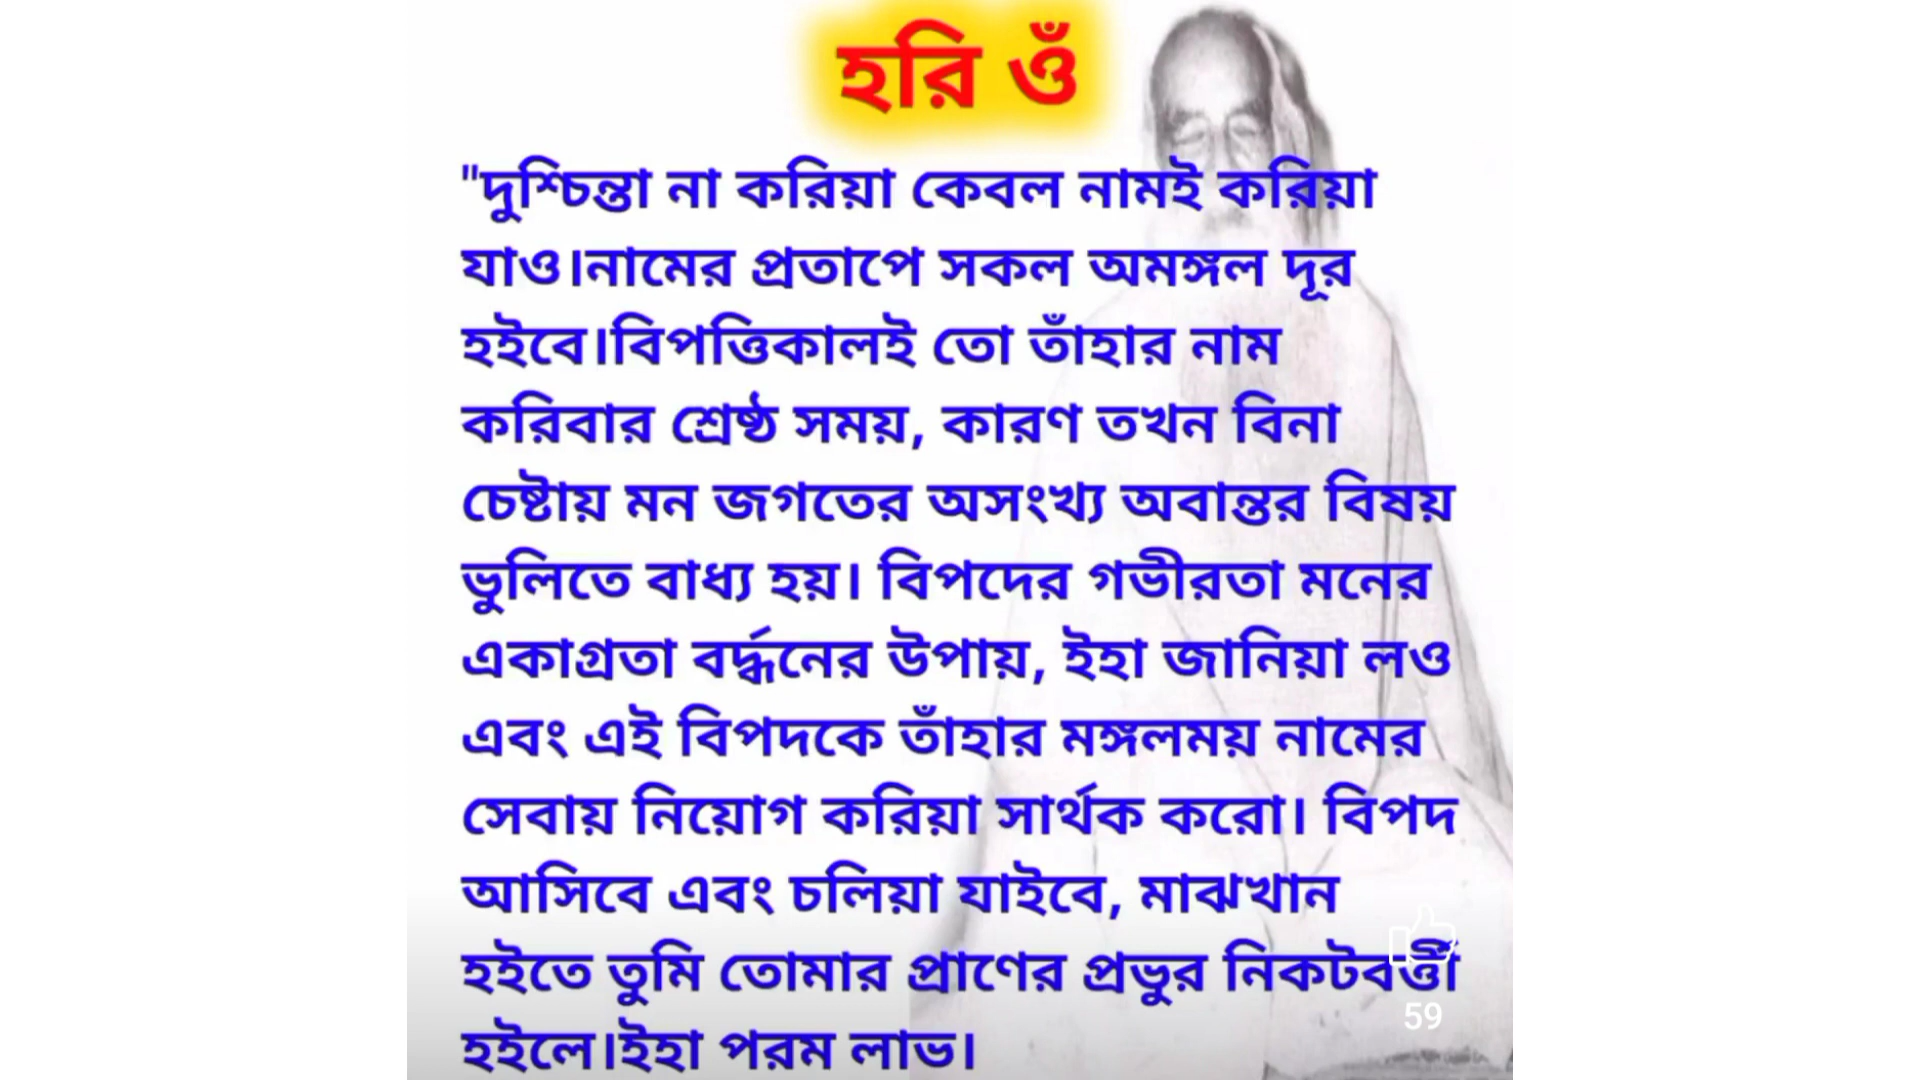 হরি ওঁ
"দুশ্চিন্তা না করিয়া কেবল নামই করিয়া
যাও।নামের প্রতাপে সকল অমঙ্গল দূর
হইবে।বিপত্তিকালই তো তাঁহার নাম
করিবার শ্রেষ্ঠ সময়, কারণ তখন বিনা
চেষ্টায় মন জগতের অসংখ্য অবান্তর বিষয়
ভুলিতে বাধ্য হয়। বিপদের গভীরতা মনের
একাগ্রতা বর্দ্ধনের উপায়, ইহা জানিয়া লও
এবং এই বিপদকে তাঁহার মঙ্গলময় নামের
সেবায় নিয়োগ করিয়া সার্থক করো। বিপদ
আসিবে এবং চলিয়া যাইবে, মাঝখান
হইতে তুমি তোমার প্রাণের প্রভুর নিকটবর্ত্তী
হইলে।ইহা পরম লাভ।
59